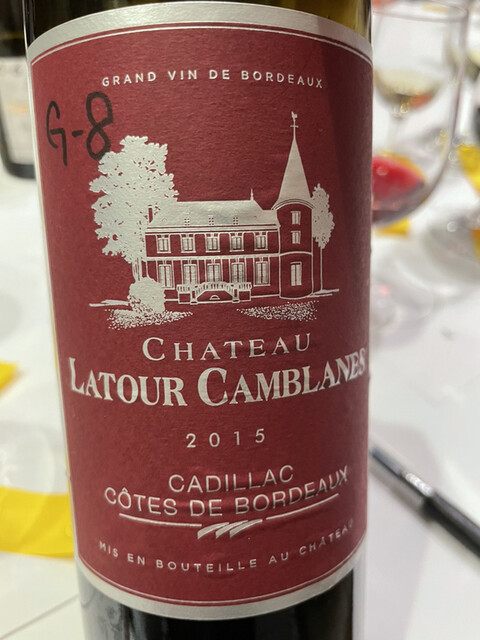 GRAND VIN DE BORDEAUX
G-8
CHATEAU
LATOUR CAMBLANES
2015
CADILLAC
CÔTES DE BORDEAUX
MIS EN BOUTEILLE AU CHÂTEAU